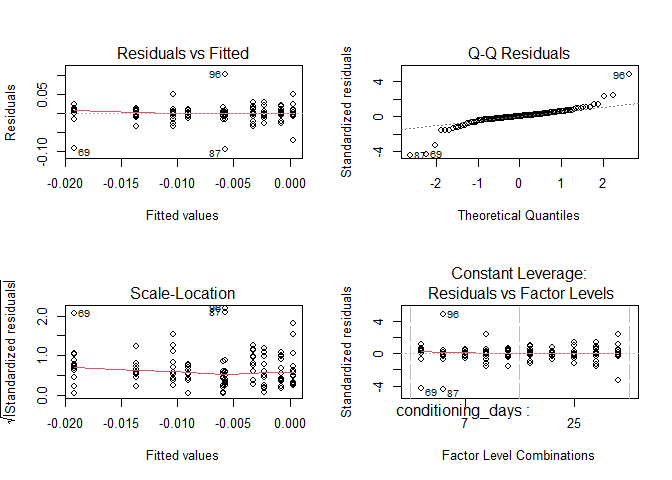 Residuals vs Fitted
Residuals
0.05
-0.10
96
69
87
-0.020 -0.015 -0.010 -0.005 0.000
Fitted values
Q-Q Residuals
Standardized residuals
4
0
-4
96
87
69
-2 -1 0 1 2
Theoretical Quantiles
Scale-Location
√|Standardized residuals|
2.0
1.0
0.0
69
96
87
-0.020 -0.015 -0.010 -0.005 0.000
Fitted values
Constant Leverage:
Residuals vs Factor Levels
Standardized residuals
4
0
-4
96
69
87
conditioning_days :
7 25
Factor Level Combinations